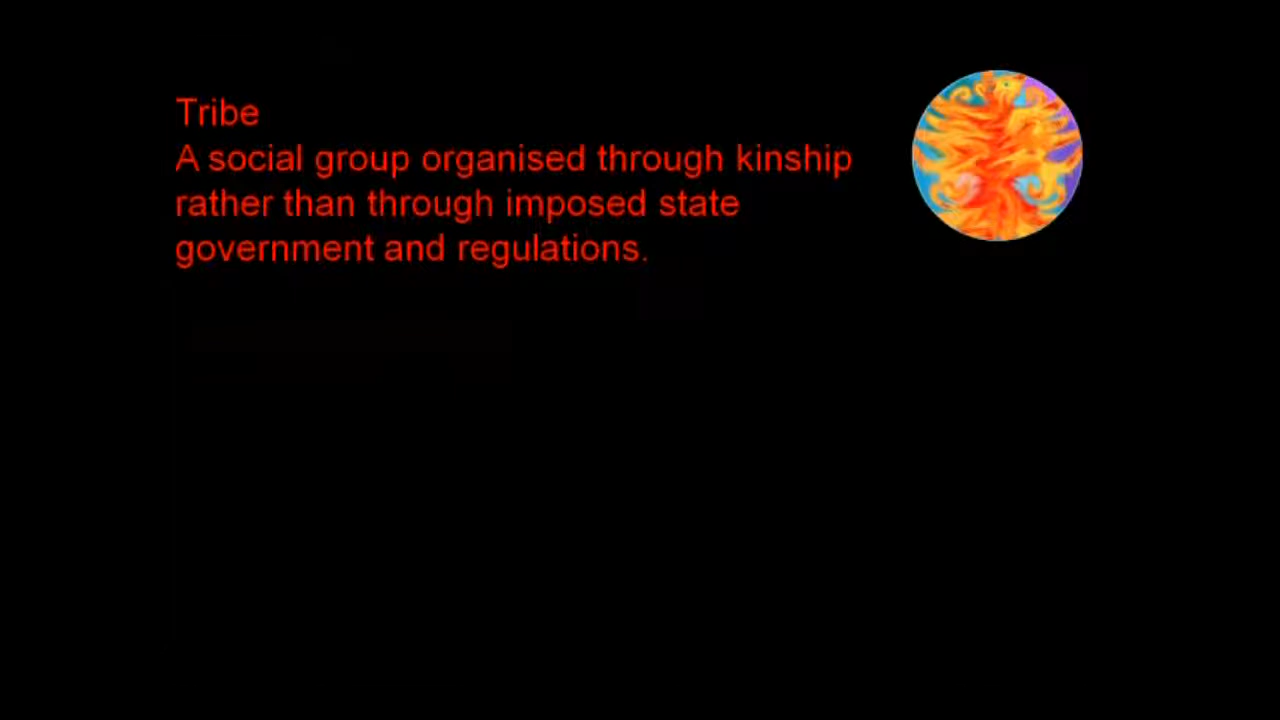 Tribe
A social group organised through kinship
rather than through imposed state
government and regulations.